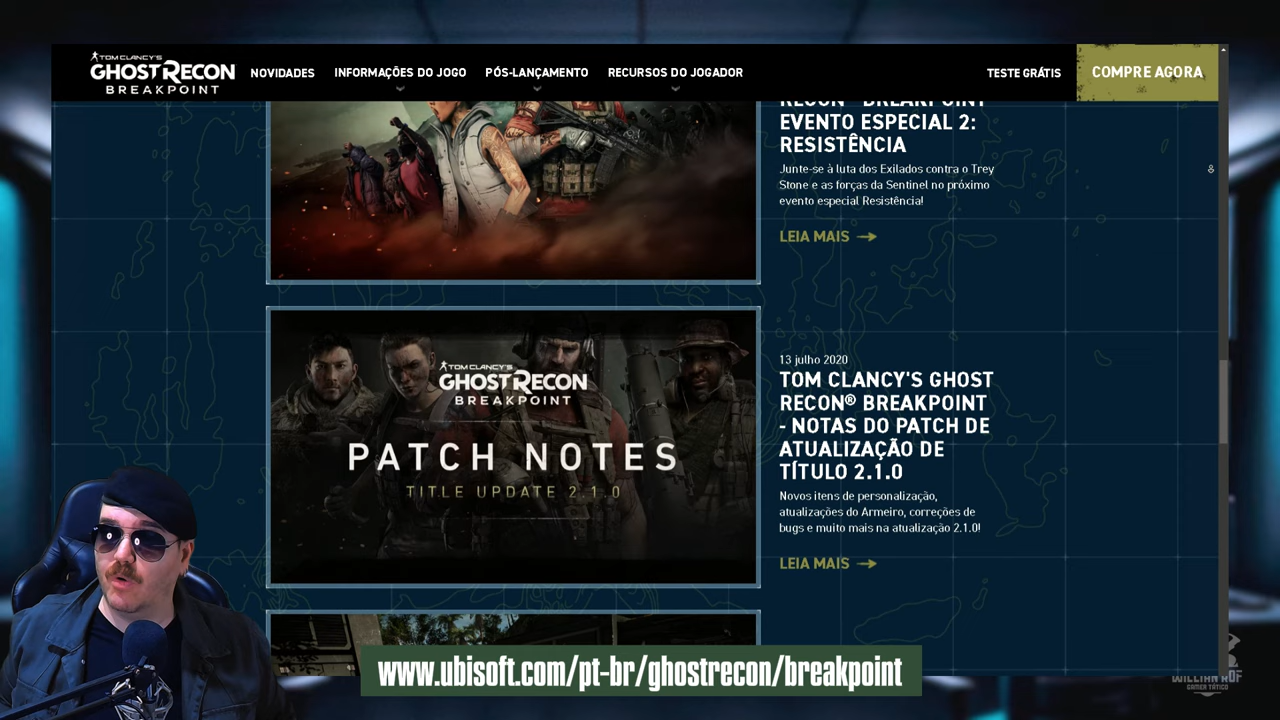 TOM CLANCY'S
GHOST RECON
BREAKPOINT
NOVIDADES
INFORMAÇÕES DO JOGO
PÓS-LANÇAMENTO
RECURSOS DO JOGADOR
TESTE GRÁTIS
COMPRE AGORA
RECON® BREAKPOINT
EVENTO ESPECIAL 2:
RESISTÊNCIA
Junte-se à luta dos Exilados contra o Trey
Stone e as forças da Sentinel no próximo
evento especial Resistência!
LEIA MAIS
TOM CLANCY'S
GHOST RECON
BREAKPOINT
PATCH NOTES
TITLE UPDATE 2.1.0
13 julho 2020
TOM CLANCY'S GHOST
RECON® BREAKPOINT
- NOTAS DO PATCH DE
ATUALIZAÇÃO DE
TÍTULO 2.1.0
Novos itens de personalização,
atualizações do Armeiro, correções de
bugs e muito mais na atualização 2.1.0!
LEIA MAIS
www.ubisoft.com/pt-br/ghostrecon/breakpoint
GAMER TÁTICO